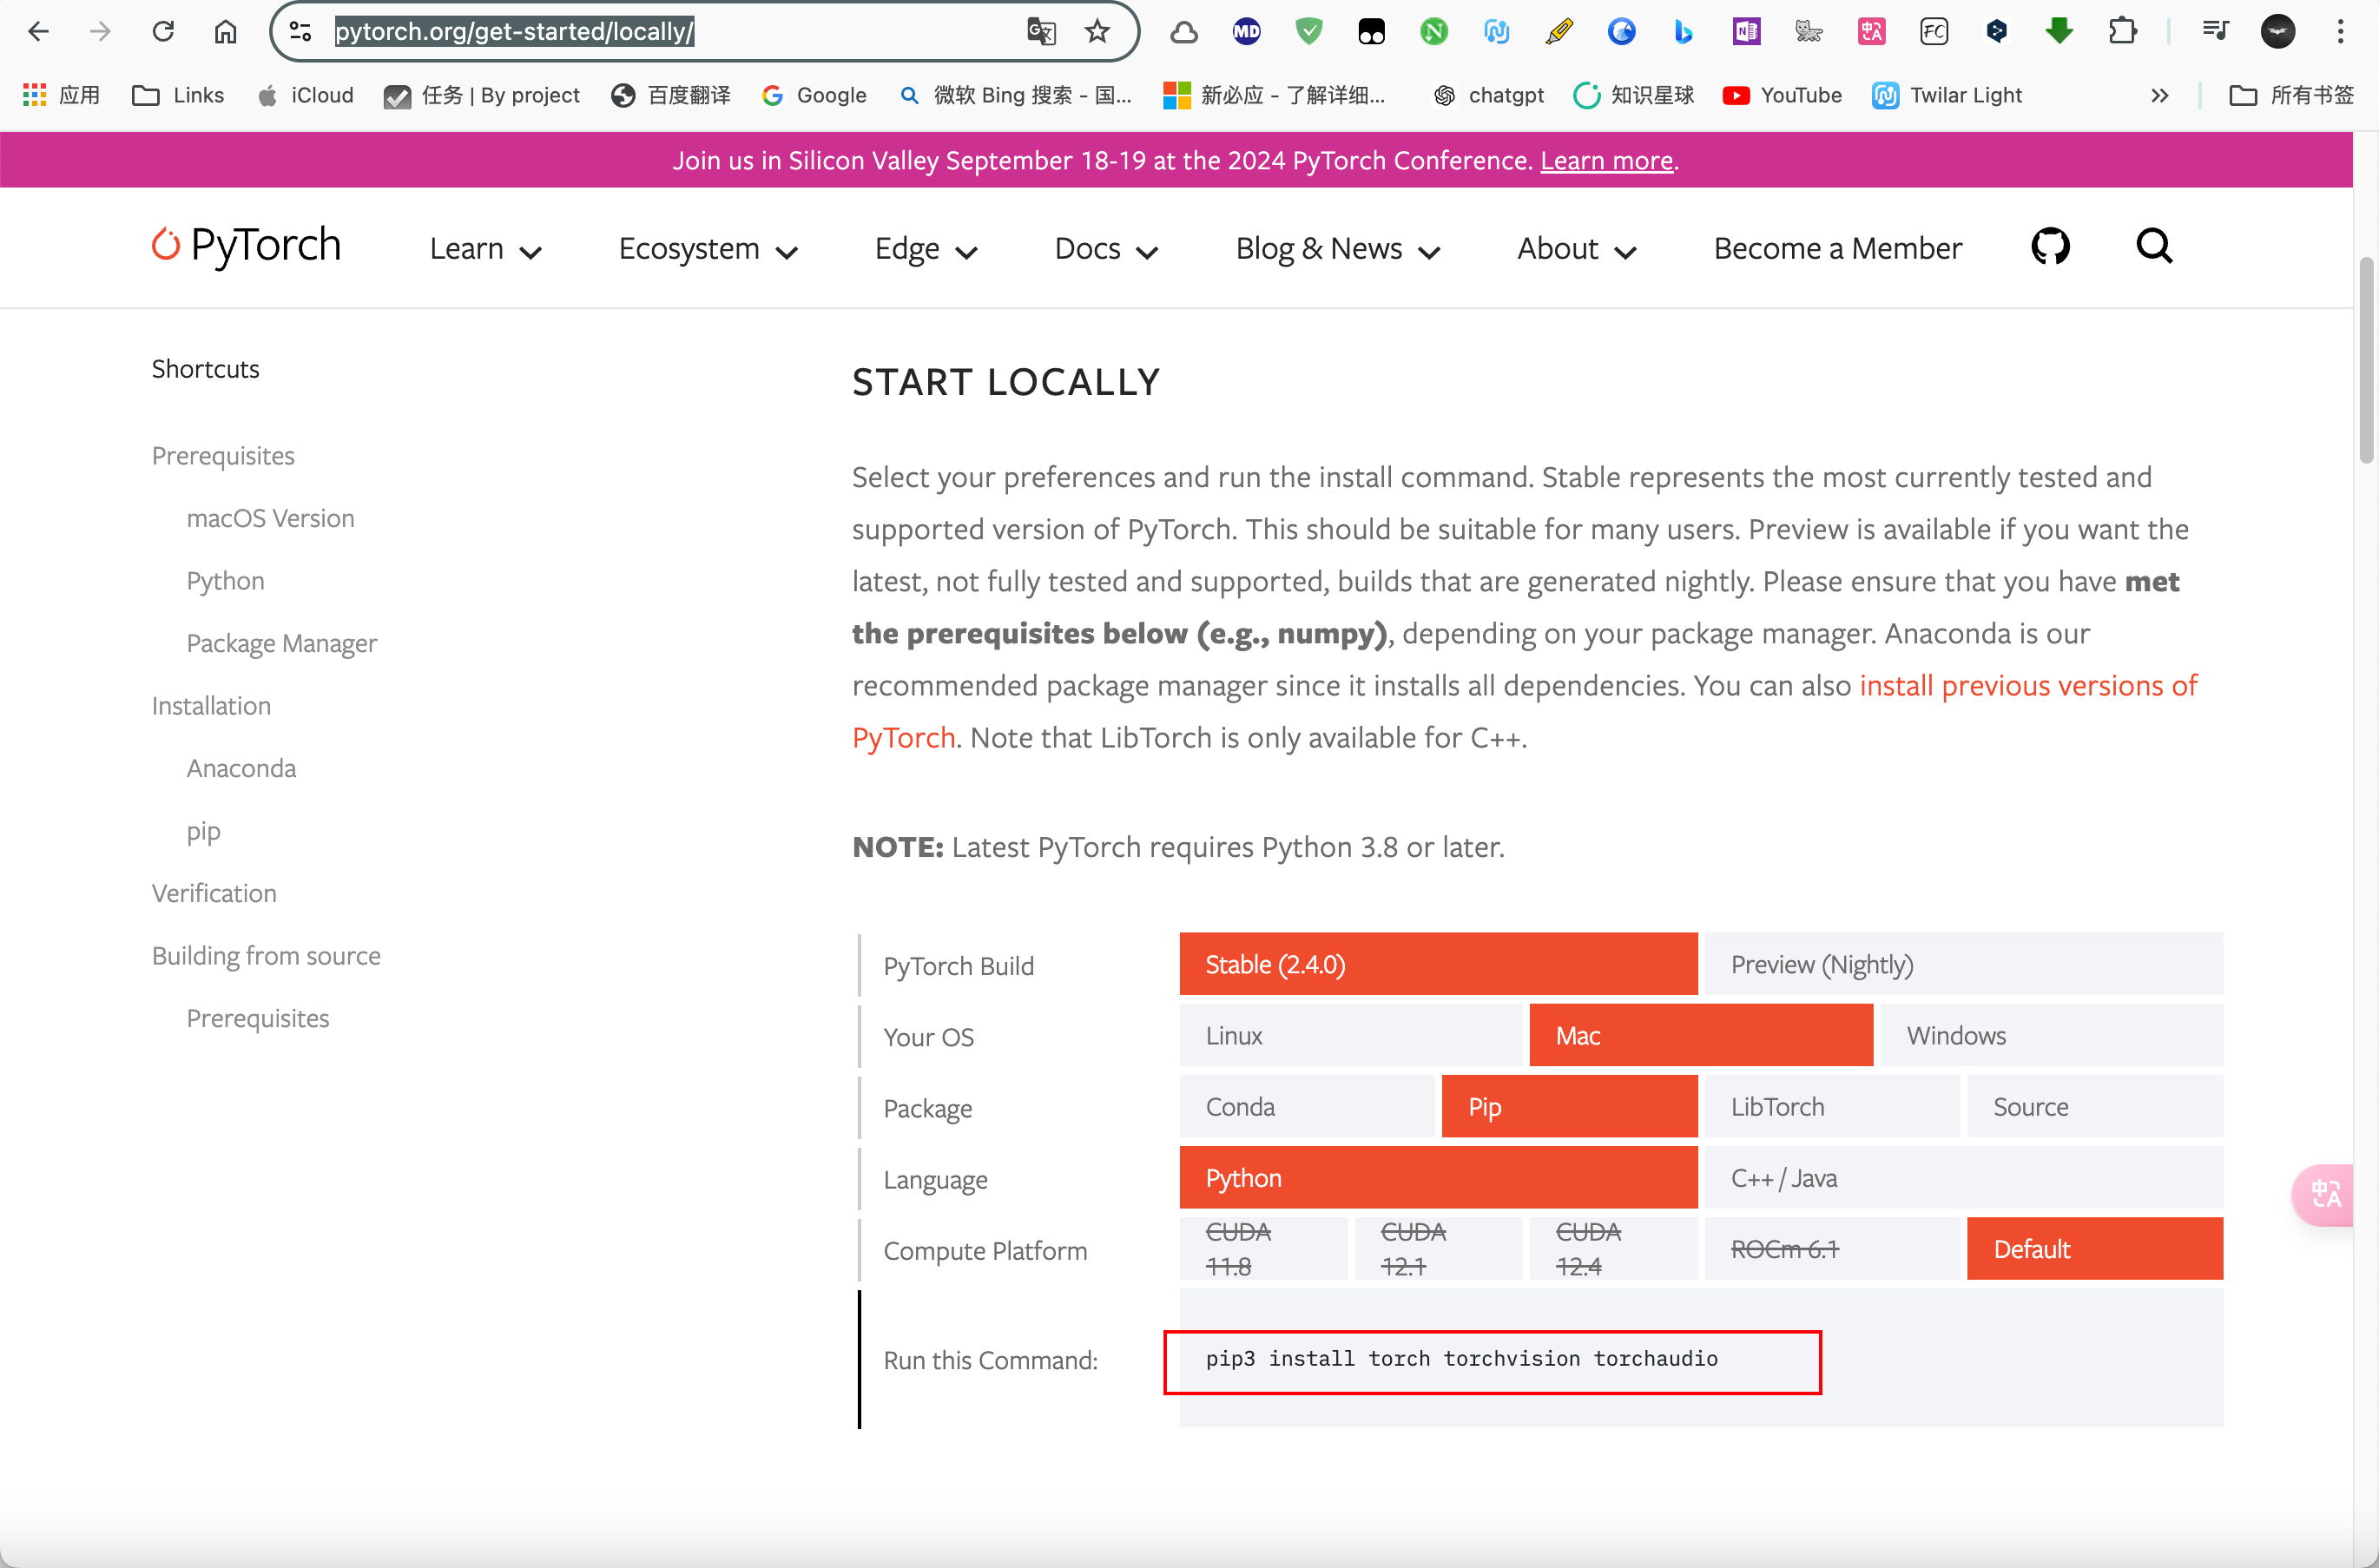 pytorch.org/get-started/locally/
应用
Links
iCloud
任务 | By project
百度翻译
Google
微软 Bing 搜索 - 国...
新必应 - 了解详细...
chatgpt
知识星球
YouTube
Twilar Light
所有书签
Join us in Silicon Valley September 18-19 at the 2024 PyTorch Conference. Learn more.
PyTorch
Learn
Ecosystem
Edge
Docs
Blog & News
About
Become a Member
Shortcuts
Prerequisites
macOS Version
Python
Package Manager
Installation
Anaconda
pip
Verification
Building from source
Prerequisites
START LOCALLY
Select your preferences and run the install command. Stable represents the most currently tested and
supported version of PyTorch. This should be suitable for many users. Preview is available if you want the
latest, not fully tested and supported, builds that are generated nightly. Please ensure that you have met
the prerequisites below (e.g., numpy), depending on your package manager. Anaconda is our
recommended package manager since it installs all dependencies. You can also install previous versions of
PyTorch. Note that LibTorch is only available for C++.
NOTE: Latest PyTorch requires Python 3.8 or later.
PyTorch Build
Stable (2.4.0)
Preview (Nightly)
Your OS
Linux
Mac
Windows
Package
Conda
Pip
LibTorch
Source
Language
Python
C++ / Java
Compute Platform
CUDA
11.8
CUDA
12.1
CUDA
12.4
ROCm 6.1
Default
Run this Command:
pip3 install torch torchvision torchaudio